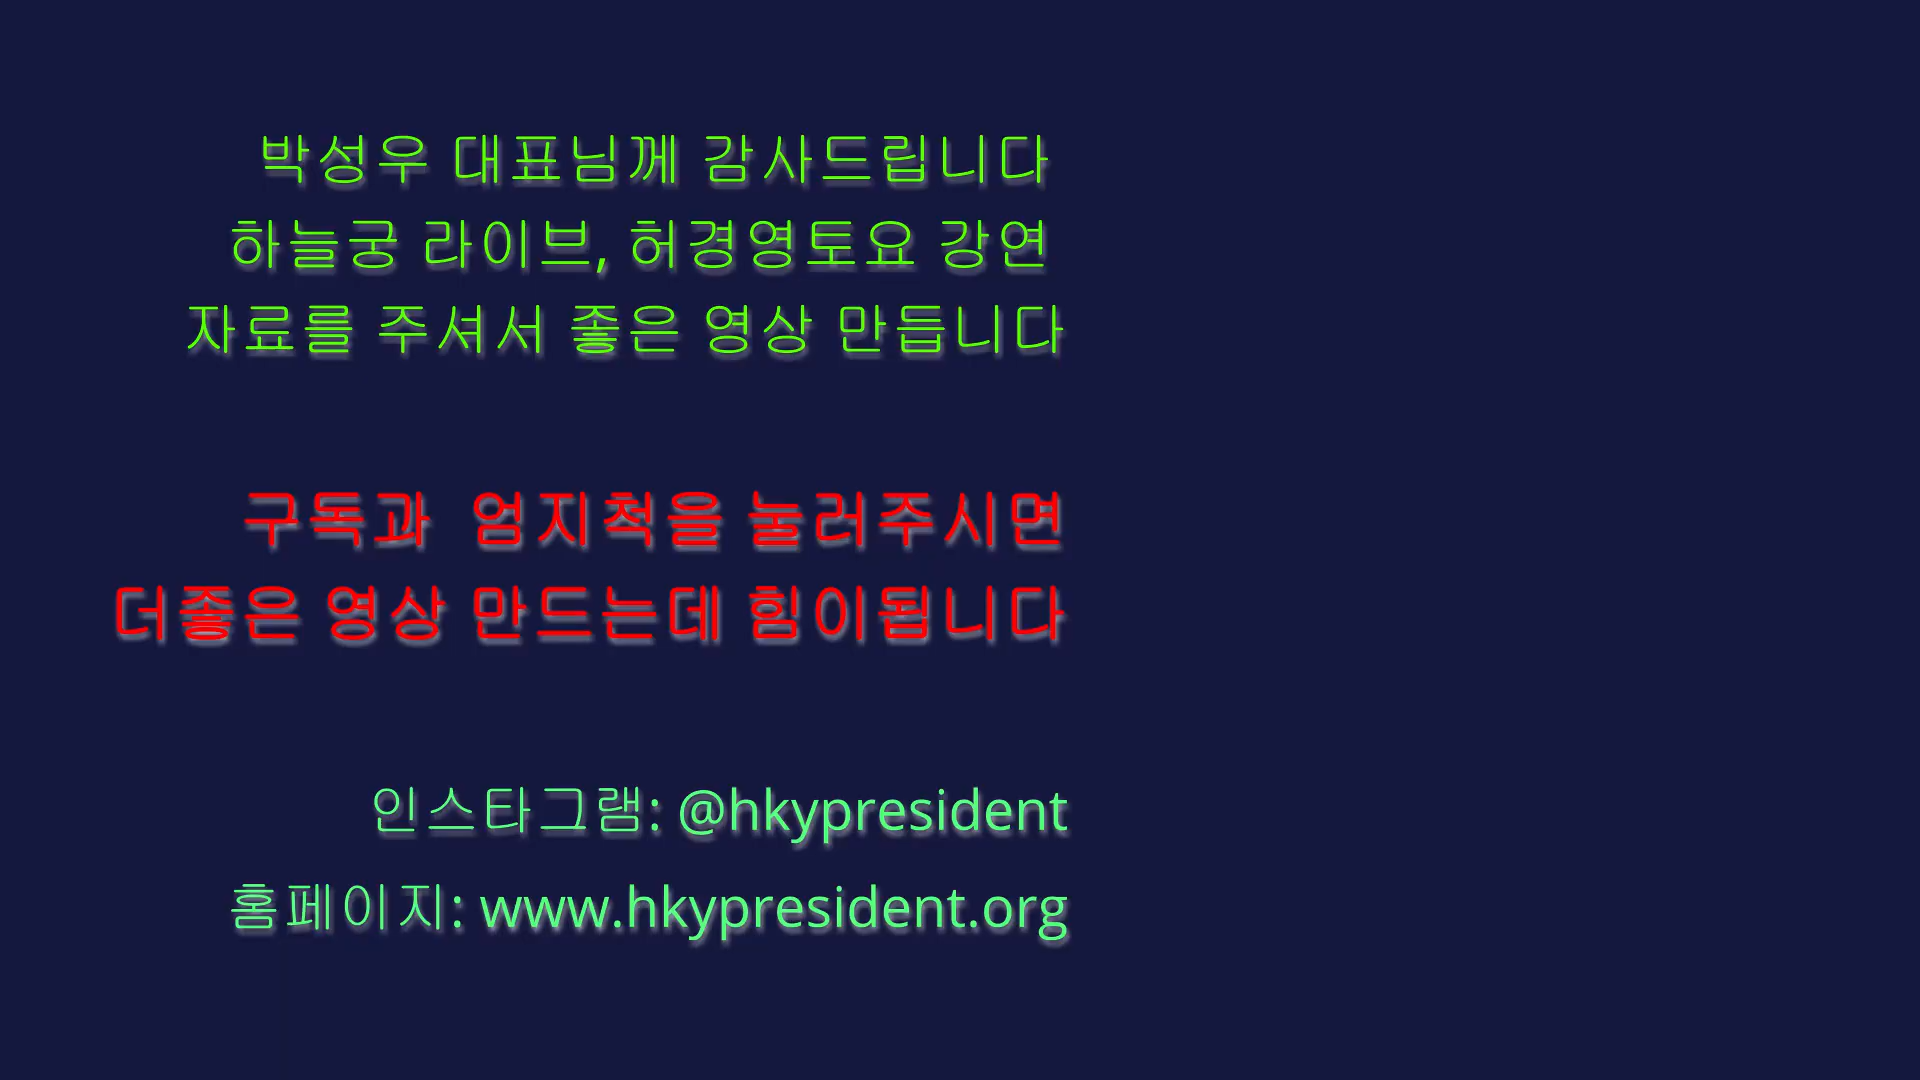 박성우 대표님께 감사드립니다
하늘궁 라이브, 허경영토요 강연
자료를 주셔서 좋은 영상 만듭니다
구독과  엄지척을 눌러주시면
더좋은 영상 만드는데 힘이됩니다
인스타그램: @hkypresident
홈페이지: www.hkypresident.org